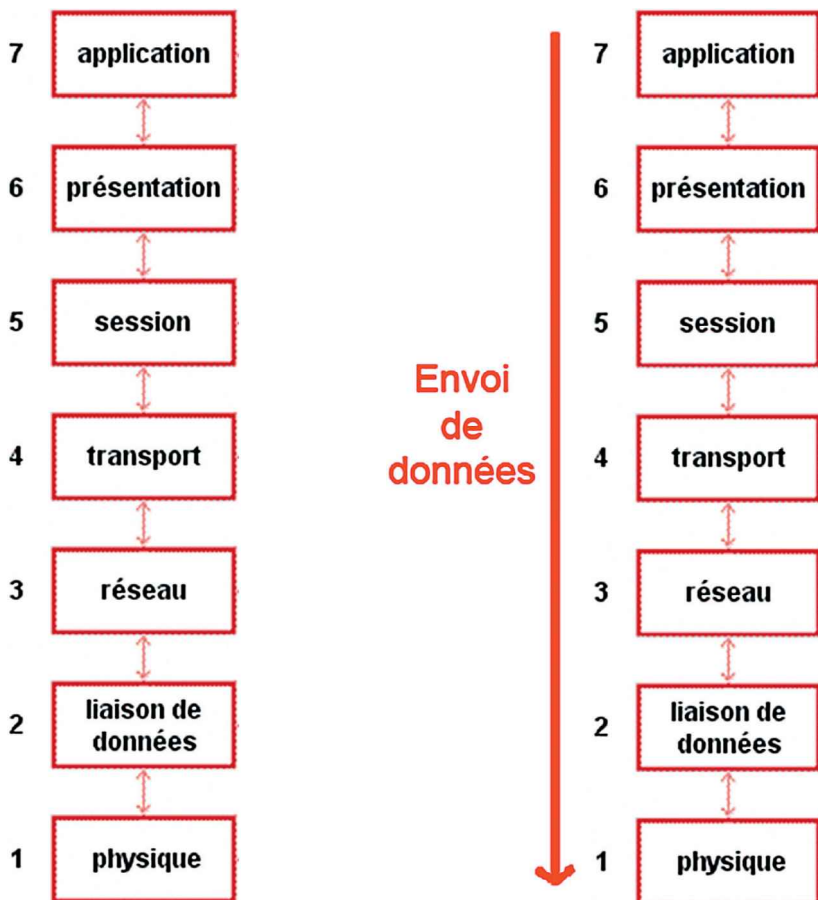 7 application
6 présentation
5 session
4 transport
3 réseau
2 liaison de
données
1 physique
Envoi
de
données
7 application
6 présentation
5 session
4 transport
3 réseau
2 liaison de
données
1 physique